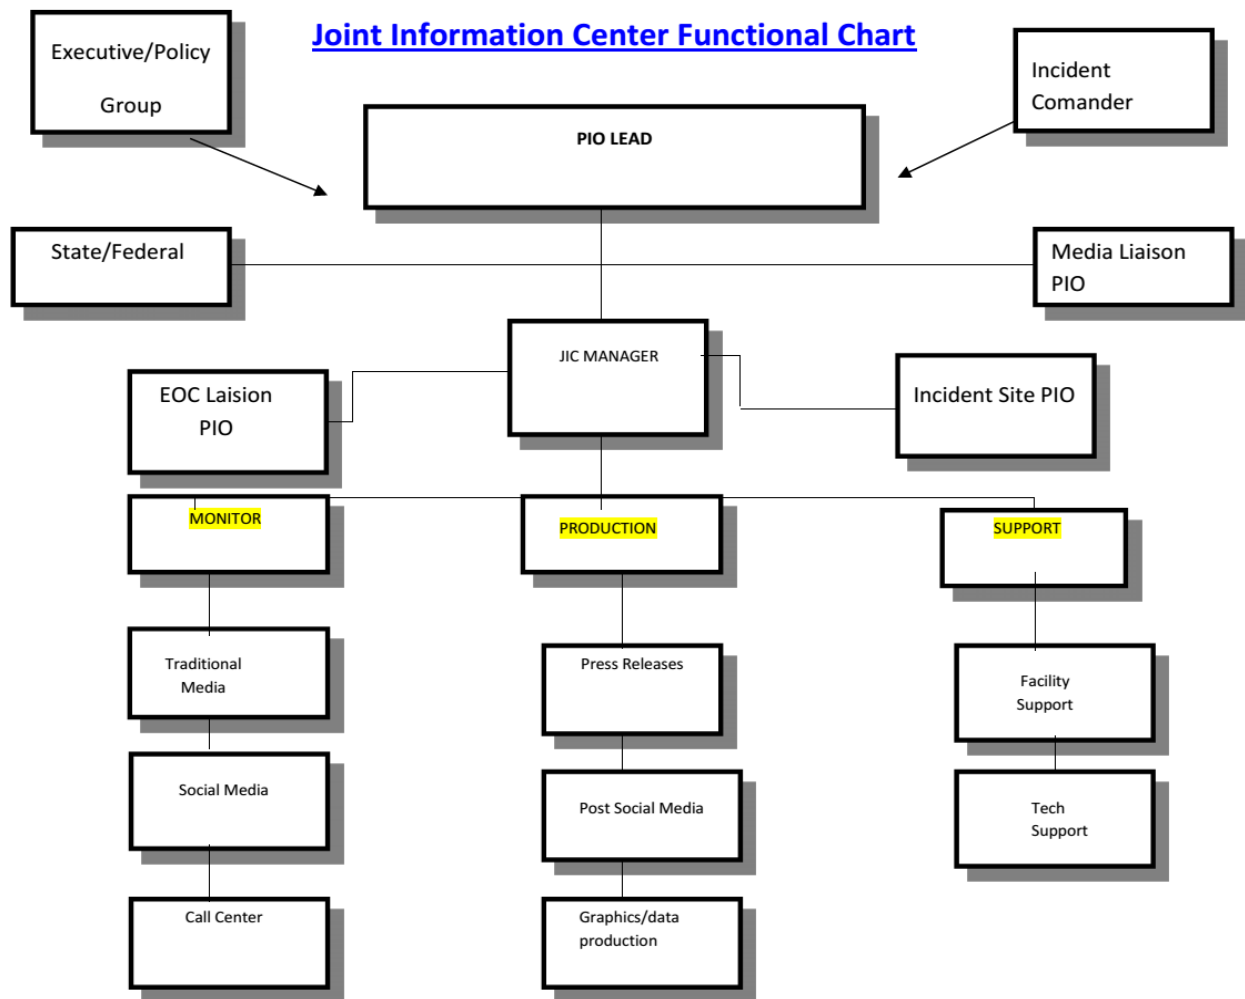 Joint Information Center Functional Chart
Executive/Policy
Group
Incident
Comander
PIO LEAD
State/Federal
Media Liaison
PIO
JIC MANAGER
EOC Laision
PIO
Incident Site PIO
MONITOR
PRODUCTION
SUPPORT
Traditional
Media
Press Releases
Facility
Support
Social Media
Post Social Media
Tech
Support
Call Center
Graphics/data
production